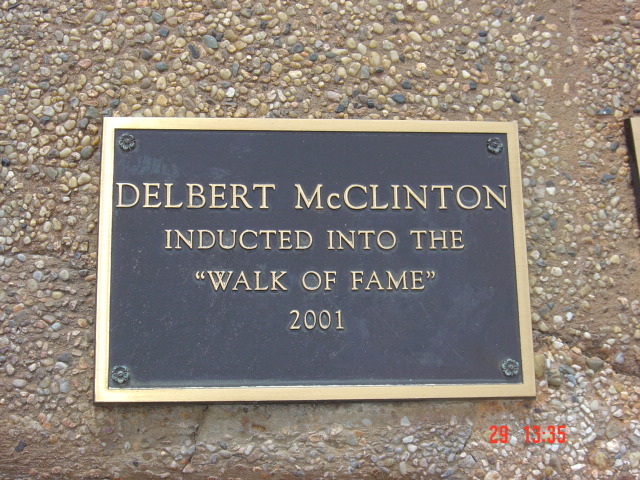 DELBERT McCLINTON
INDUCTED INTO THE
“WALK OF FAME”
2001
29 13:35